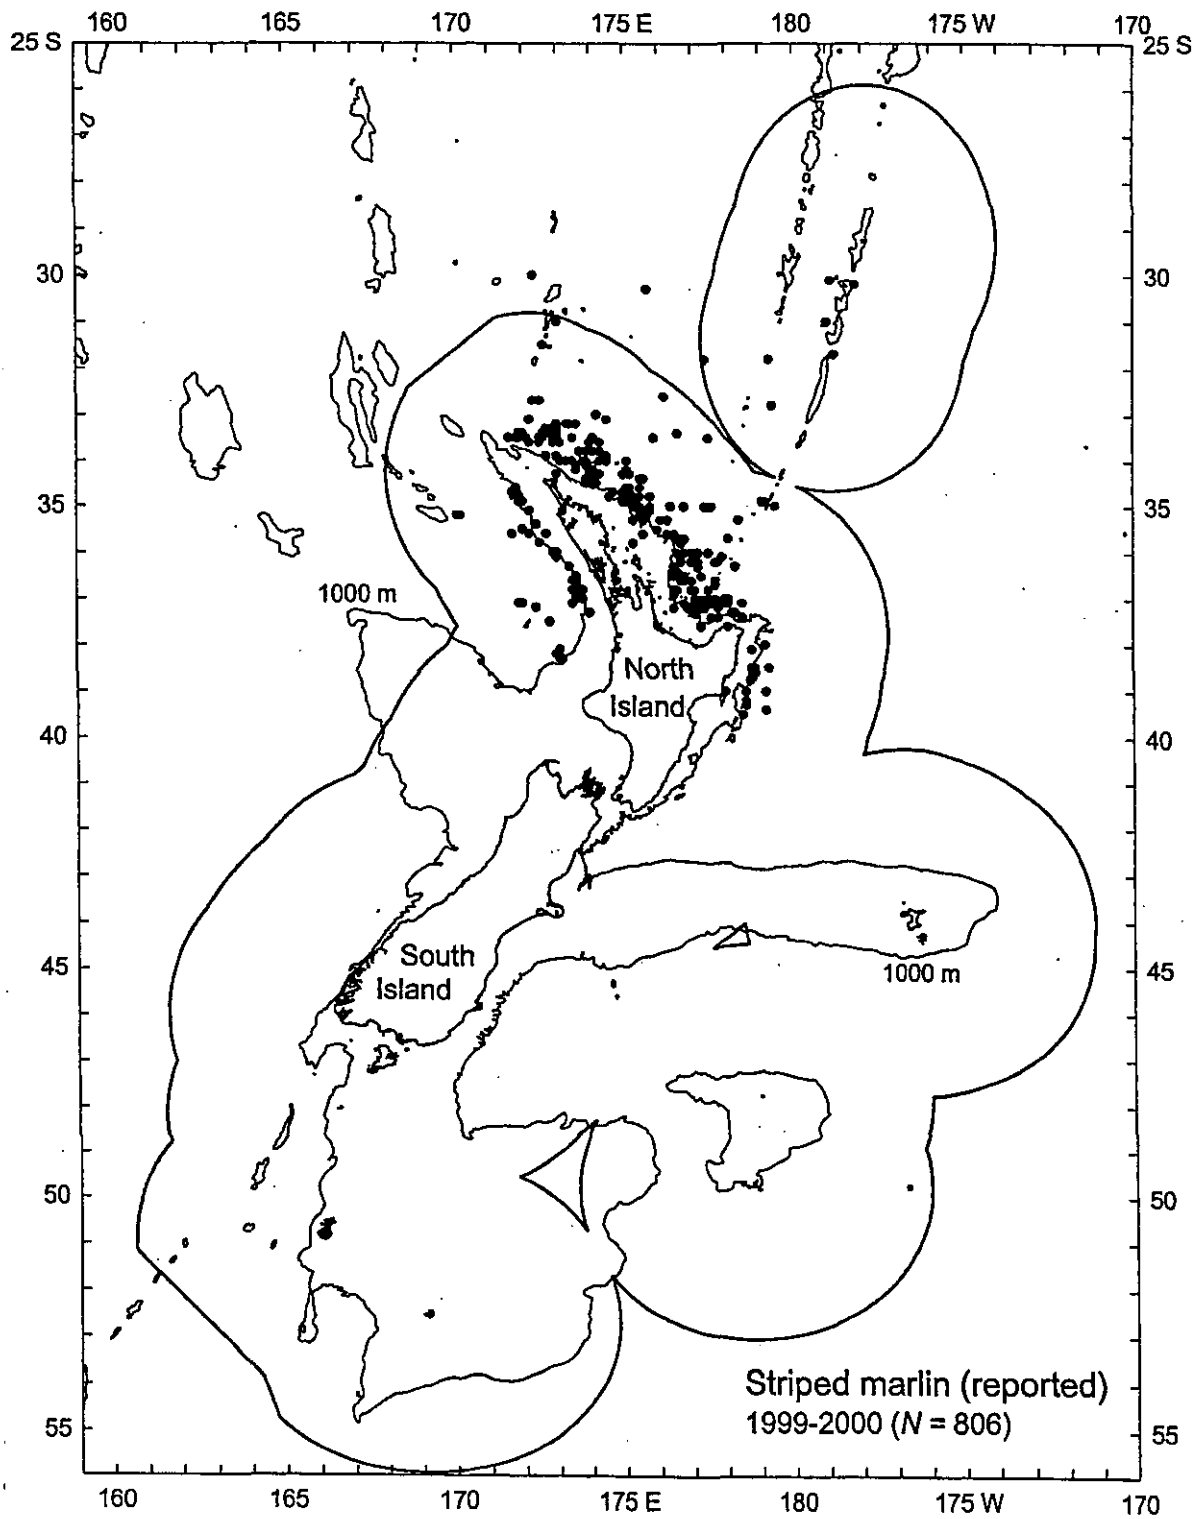 160 170 175 E 180 175 W 170
25 S 25 S
30 30
35 35
1000 m
North
Island
40 40
South
Island
45 1000 m 45
50 50
Striped marlin (reported)
1999-2000 (N = 806)
55 55
160 165 170 175 E 180 175 W 170